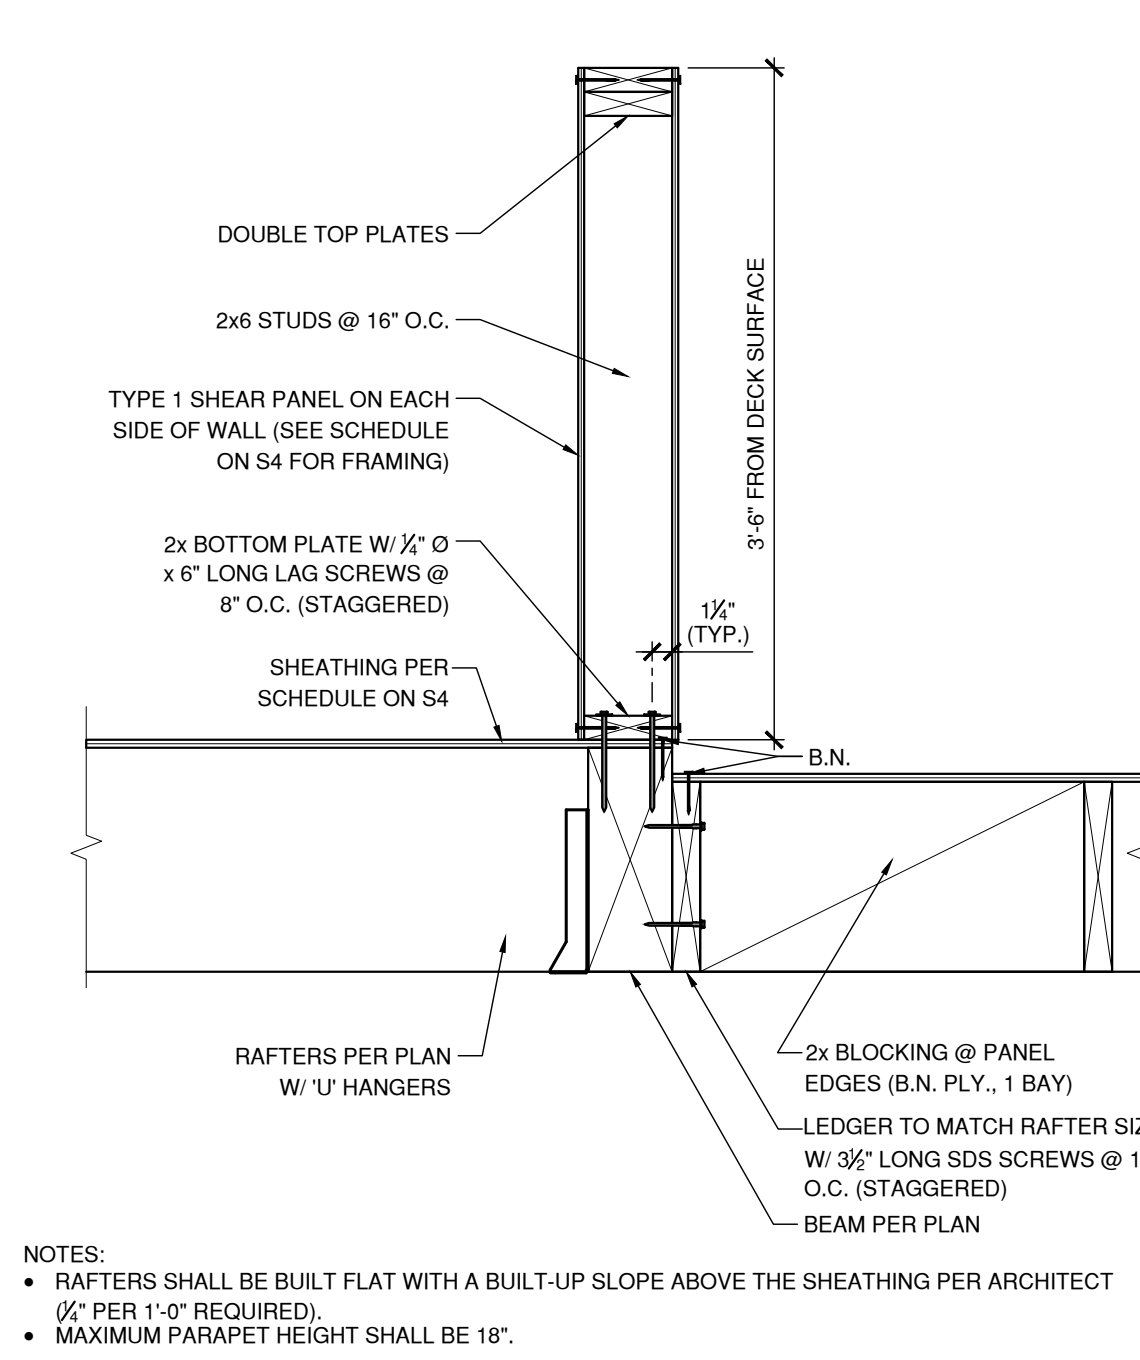 DOUBLE TOP PLATES
2x6 STUDS @ 16" O.C.
TYPE 1 SHEAR PANEL ON EACH
SIDE OF WALL (SEE SCHEDULE
ON S4 FOR FRAMING)
2x BOTTOM PLATE W/ 1/4" Ø
x 6" LONG LAG SCREWS @
8" O.C. (STAGGERED)
SHEATHING PER
SCHEDULE ON S4
3'-6" FROM DECK SURFACE
1 1/4"
(TYP.)
B.N.
RAFTERS PER PLAN
W/ 'U' HANGERS
2x BLOCKING @ PANEL
EDGES (B.N. PLY., 1 BAY)
LEDGER TO MATCH RAFTER
W/ 3 1/2" LONG SDS SCREWS @
O.C. (STAGGERED)
BEAM PER PLAN
NOTES:
• RAFTERS SHALL BE BUILT FLAT WITH A BUILT-UP SLOPE ABOVE THE SHEATHING PER ARCHITECT
(1/4" PER 1'-0" REQUIRED).
• MAXIMUM PARAPET HEIGHT SHALL BE 18".